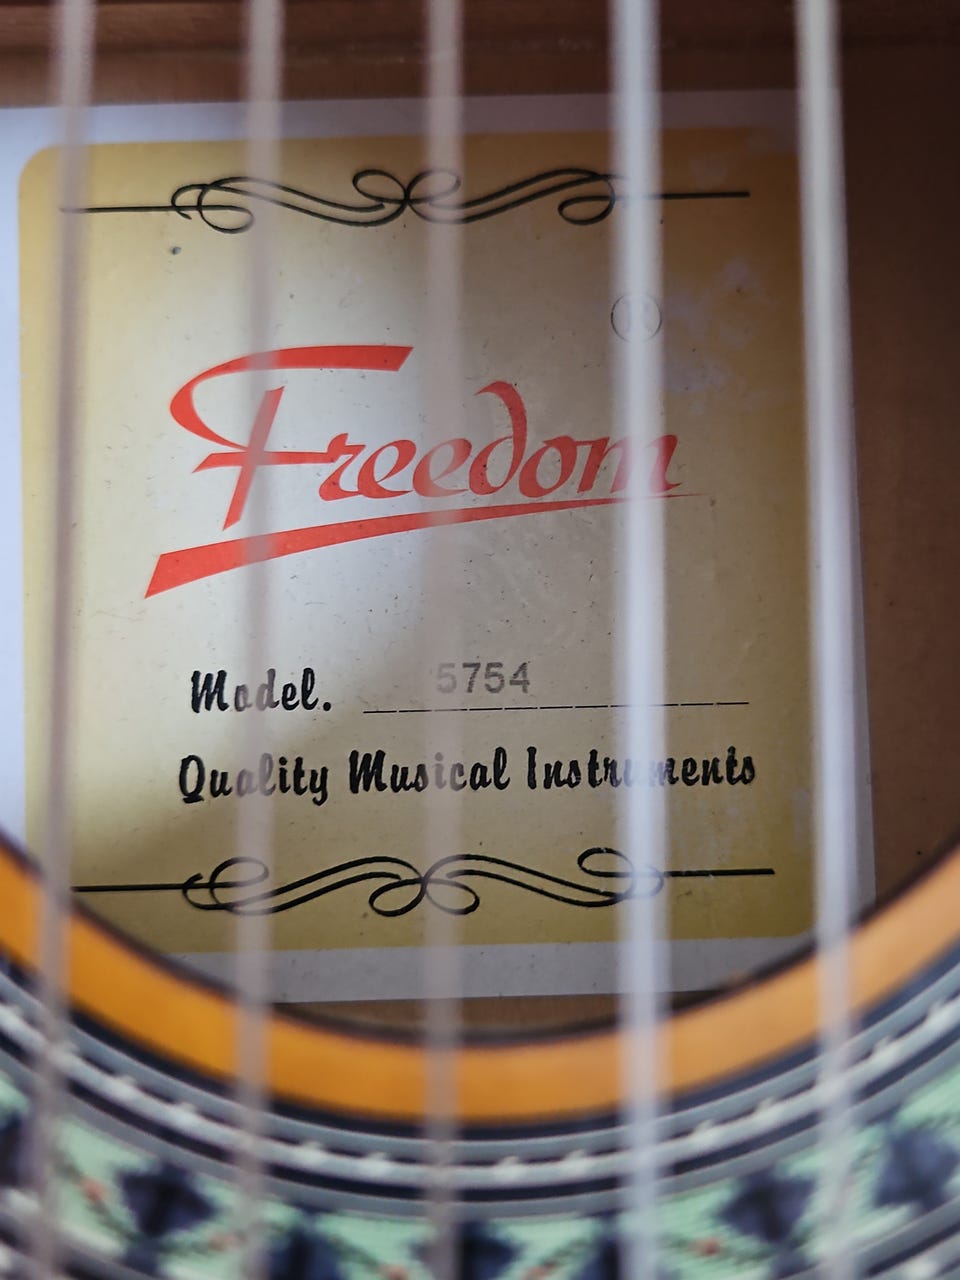 ®
Freedom
Model. 5754
Quality Musical Instruments